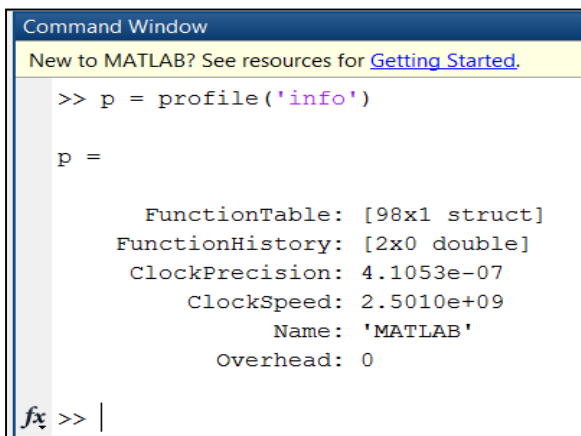 Command Window
New to MATLAB? See resources for Getting Started.
>> p = profile('info')
p =
FunctionTable: [98x1 struct]
FunctionHistory: [2x0 double]
ClockPrecision: 4.1053e-07
ClockSpeed: 2.5010e+09
Name: 'MATLAB'
Overhead: 0
fx >>